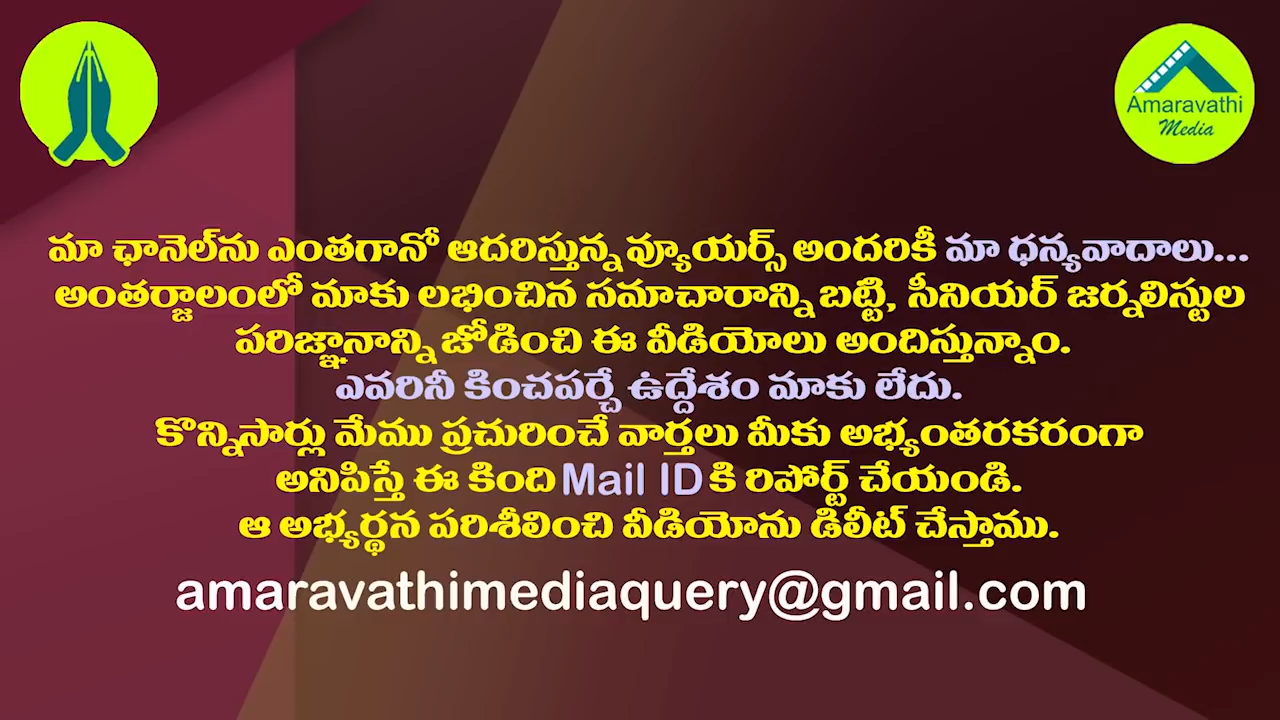 Amaravathi
Media
మా ఛానెల్‌ను ఎంతగానో ఆదరిస్తున్న వ్యూయర్స్ అందరికీ మా ధన్యవాదాలు...
అంతర్జాలంలో మాకు లభించిన సమాచారాన్ని బట్టి, సీనియర్ జర్నలిస్టుల
పరిజ్ఞానాన్ని జోడించి ఈ వీడియోలు అందిస్తున్నాం.
ఎవరినీ కించపర్చే ఉద్దేశం మాకు లేదు.
కొన్నిసార్లు మేము ప్రచురించే వార్తలు మీకు అభ్యంతరకరంగా
అనిపిస్తే ఈ కింది Mail ID కి రిపోర్ట్ చేయండి.
ఆ అభ్యర్థన పరిశీలించి వీడియోను డిలీట్ చేస్తాము.
amaravathimediaquery@gmail.com